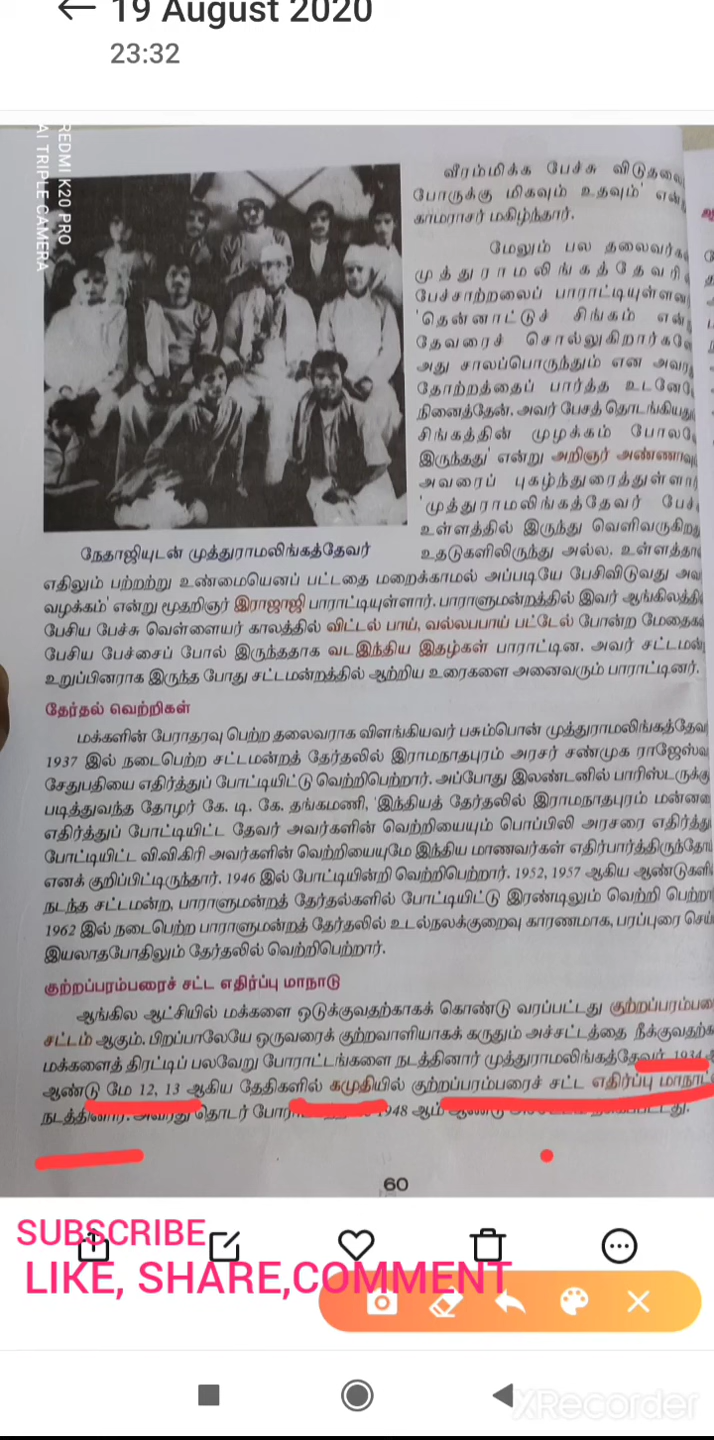 ← 19 August 2020
23:32
REDMI K20 PRO
AI TRIPLE CAMERA
வீரம்மிக்க பேச்சு விடுதலை
போருக்கு மிகவும் உதவும்' என்
காமராசர் மகிழ்ந்தார்.
மேலும் பல தலைவர்க
முத்துராமலிங்கத்தேவரி
பேச்சாற்றலைப் பாராட்டியுள்ளன
'தென்னாட்டுச் சிங்கம் என்
தேவரைச் சொல்லுகிறார்களே
அது சாலப்பொருந்தும் என அவர
தோற்றத்தைப் பார்த்த உடனே
நினைத்தேன். அவர் பேசத் தொடங்கியது
சிங்கத்தின் முழக்கம் போல
இருந்தது' என்று அறிஞர் அண்ணா
அவரைப் புகழ்ந்துரைத்துள்ளார்
'முத்துராமலிங்கத்தேவர் பேச்
உள்ளத்தில் இருந்து வெளிவருகிற
நேதாஜியுடன் முத்துராமலிங்கத்தேவர்
உதடுகளிலிருந்து அல்ல. உள்ளத்தா
எதிலும் பற்றற்று உண்மையெனப் பட்டதை மறைக்காமல் அப்படியே பேசிவிடுவது அவ
வழக்கம்' என்று மூதறிஞர் இராஜாஜி பாராட்டியுள்ளார். பாராளுமன்றத்தில் இவர் ஆங்கிலத்தி
பேசிய பேச்சு வெள்ளையர் காலத்தில் விட்டல் பாய், வல்லபபாய் பட்டேல் போன்ற மேதைக
பேசிய பேச்சைப் போல் இருந்ததாக வடஇந்திய இதழ்கள் பாராட்டின. அவர் சட்டமன்
உறுப்பினராக இருந்த போது சட்டமன்றத்தில் ஆற்றிய உரைகளை அனைவரும் பாராட்டினர்.
தேர்தல் வெற்றிகள்
மக்களின் பேராதரவு பெற்ற தலைவராக விளங்கியவர் பசும்பொன் முத்துராமலிங்கத்தேவ
1937 இல் நடைபெற்ற சட்டமன்றத் தேர்தலில் இராமநாதபுரம் அரசர் சண்முக ராஜேஸ்வ
சேதுபதியை எதிர்த்துப் போட்டியிட்டு வெற்றிபெற்றார். அப்போது இலண்டனில் பாரிஸ்டருக்கு
படித்துவந்த தோழர் கே. டி. கே. தங்கமணி, 'இந்தியத் தேர்தலில் இராமநாதபுரம் மன்னை
எதிர்த்துப் போட்டியிட்ட தேவர் அவர்களின் வெற்றியையும் பொப்பிலி அரசரை எதிர்த்து
போட்டியிட்ட வி.வி.கிரி அவர்களின் வெற்றியையுமே இந்திய மாணவர்கள் எதிர்பார்த்திருந்தோ
எனக் குறிப்பிட்டிருந்தார். 1946 இல் போட்டியின்றி வெற்றிபெற்றார். 1952, 1957 ஆகிய ஆண்டுகளி
நடந்த சட்டமன்ற, பாராளுமன்றத் தேர்தல்களில் போட்டியிட்டு இரண்டிலும் வெற்றி பெற்றா
1962 இல் நடைபெற்ற பாராளுமன்றத் தேர்தலில் உடல்நலக்குறைவு காரணமாக, பரப்புரை செய்
இயலாதபோதிலும் தேர்தலில் வெற்றிபெற்றார்.
குற்றப்பரம்பரைச் சட்ட எதிர்ப்பு மாநாடு
ஆங்கில ஆட்சியில் மக்களை ஒடுக்குவதற்காகக் கொண்டு வரப்பட்டது குற்றப்பரம்பரை
சட்டம் ஆகும். பிறப்பாலேயே ஒருவரைக் குற்றவாளியாகக் கருதும் அச்சட்டத்தை நீக்குவதற்க
மக்களைத் திரட்டிப் பலவேறு போராட்டங்களை நடத்தினார் முத்துராமலிங்கத்தேவர். 1934
ஆண்டு மே 12, 13 ஆகிய தேதிகளில் கமுதியில் குற்றப்பரம்பரைச் சட்ட எதிர்ப்பு மாநாட்
நடத்தினார். அவரது தொடர் 1948 ஆம் ஆண்டு
60
SUBSCRIBE
LIKE, SHARE,COMMENT
XRecorder